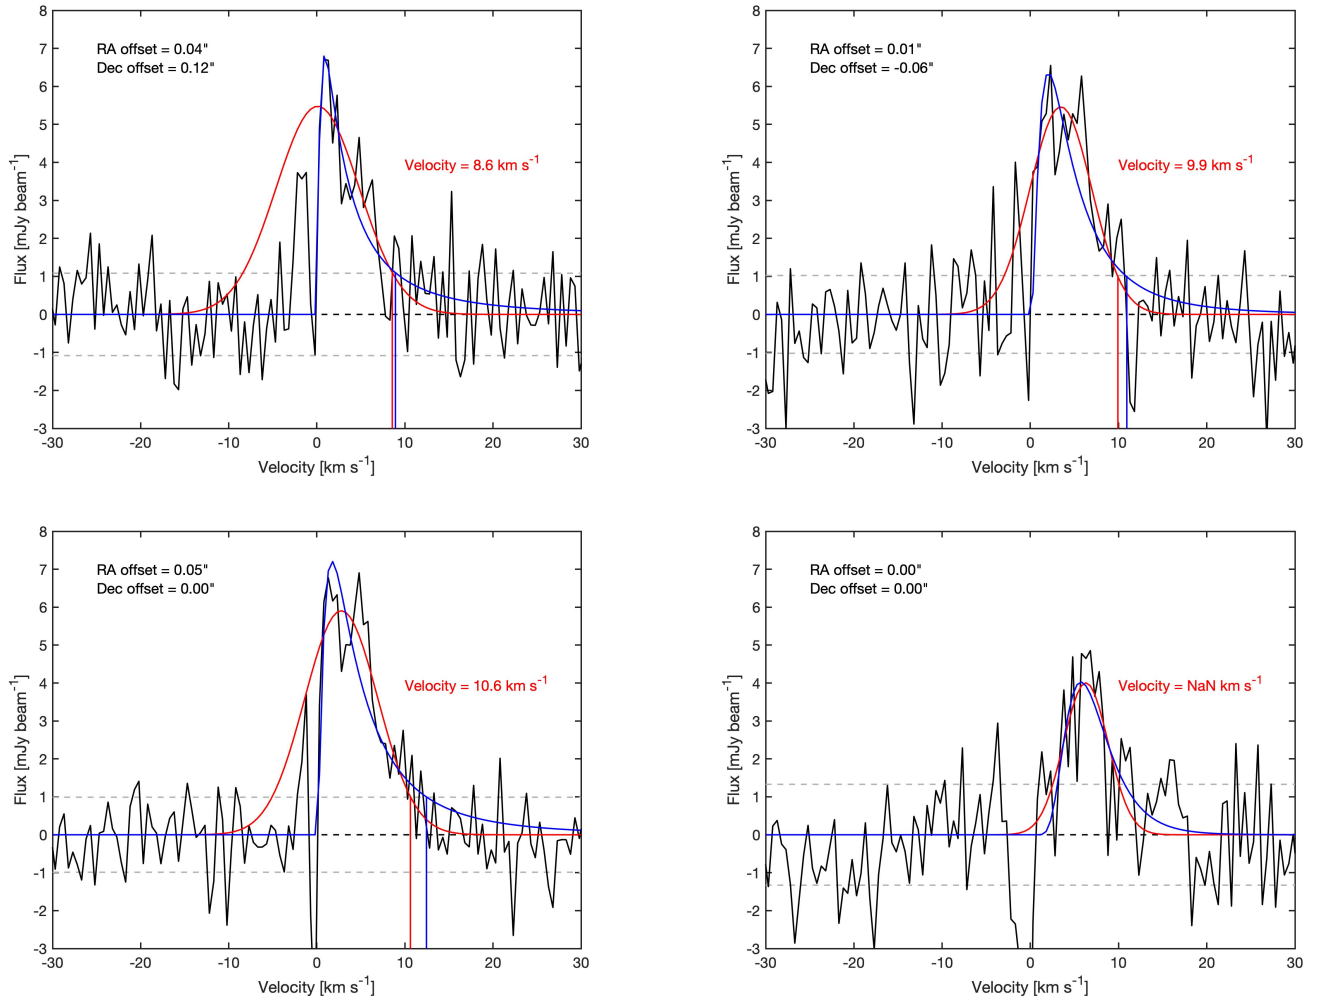 8
7
6
5
4
3
2
1
0
-1
-2
-3
Flux [mJy beam⁻¹]
RA offset = 0.04"
Dec offset = 0.12"
Velocity = 8.6 km s⁻¹
-30 -20 -10 0 10 20 30
Velocity [km s⁻¹]
8
7
6
5
4
3
2
1
0
-1
-2
-3
Flux [mJy beam⁻¹]
RA offset = 0.01"
Dec offset = -0.06"
Velocity = 9.9 km s⁻¹
-30 -20 -10 0 10 20 30
Velocity [km s⁻¹]
8
7
6
5
4
3
2
1
0
-1
-2
-3
Flux [mJy beam⁻¹]
RA offset = 0.05"
Dec offset = 0.00"
Velocity = 10.6 km s⁻¹
-30 -20 -10 0 10 20 30
Velocity [km s⁻¹]
8
7
6
5
4
3
2
1
0
-1
-2
-3
Flux [mJy beam⁻¹]
RA offset = 0.00"
Dec offset = 0.00"
Velocity = NaN km s⁻¹
-30 -20 -10 0 10 20 30
Velocity [km s⁻¹]